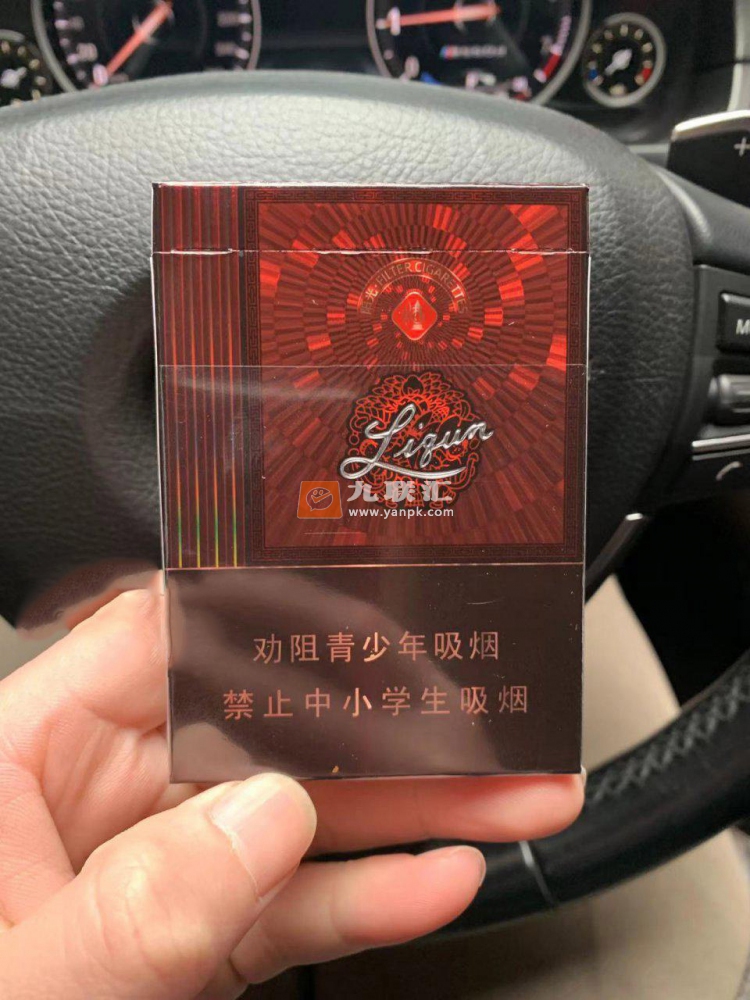 FILTER CIGARETTE
Liqun
九联汇
www.yanpk.com
劝阻青少年吸烟
禁止中小学生吸烟
+
M